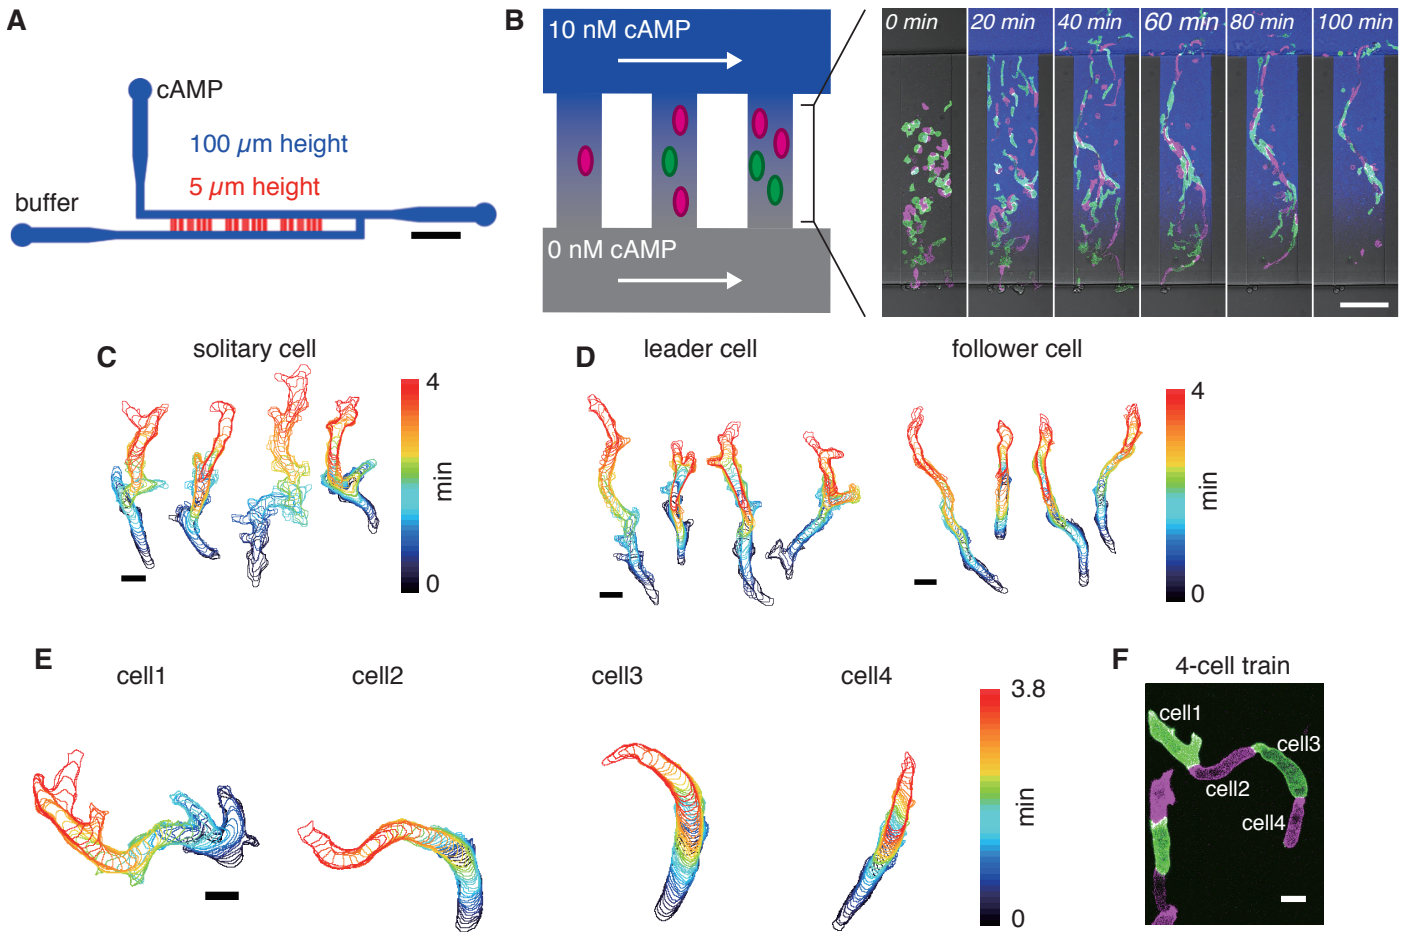 A
cAMP
100 µm height
5 µm height
buffer
B
10 nM cAMP
0 nM cAMP
0 min
20 min
40 min
60 min
80 min
100 min
C
solitary cell
4
min
0
D
leader cell
follower cell
4
min
0
E
cell1
cell2
cell3
cell4
3.8
min
0
F
4-cell train
cell1
cell3
cell2
cell4